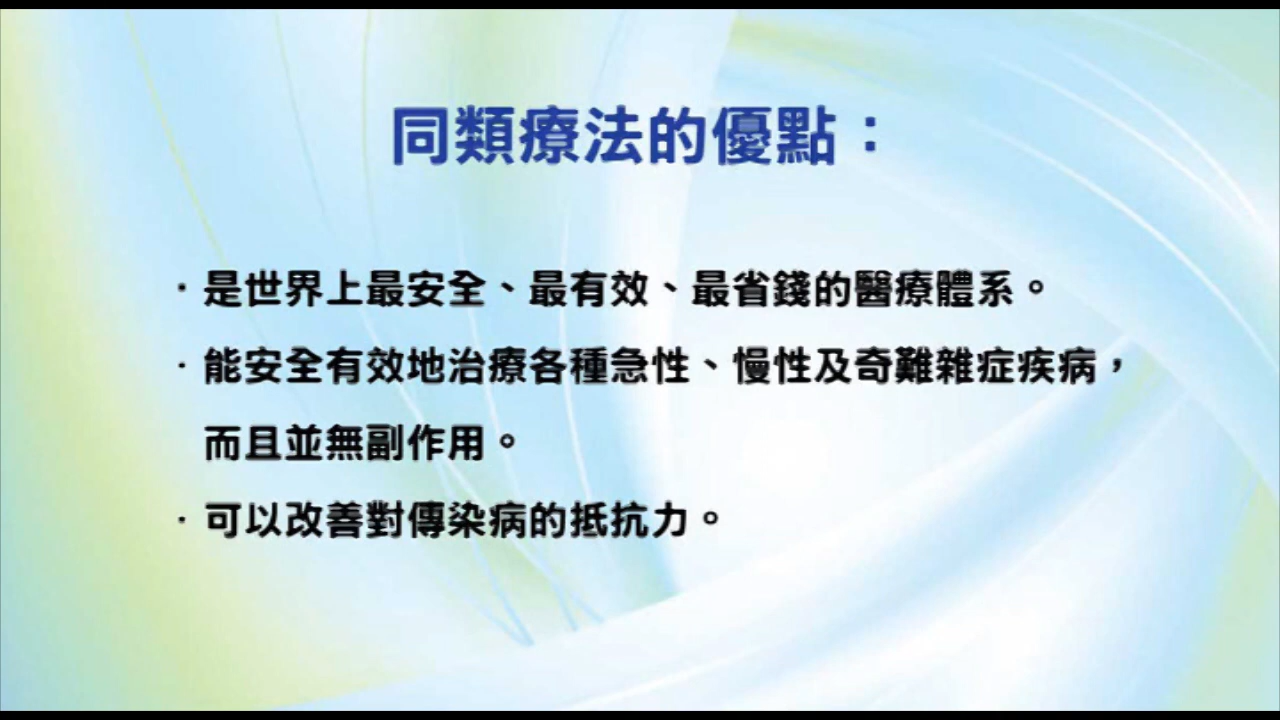 同類療法的優點：
·是世界上最安全、最有效、最省錢的醫療體系。
·能安全有效地治療各種急性、慢性及奇難雜症疾病，
而且並無副作用。
·可以改善對傳染病的抵抗力。